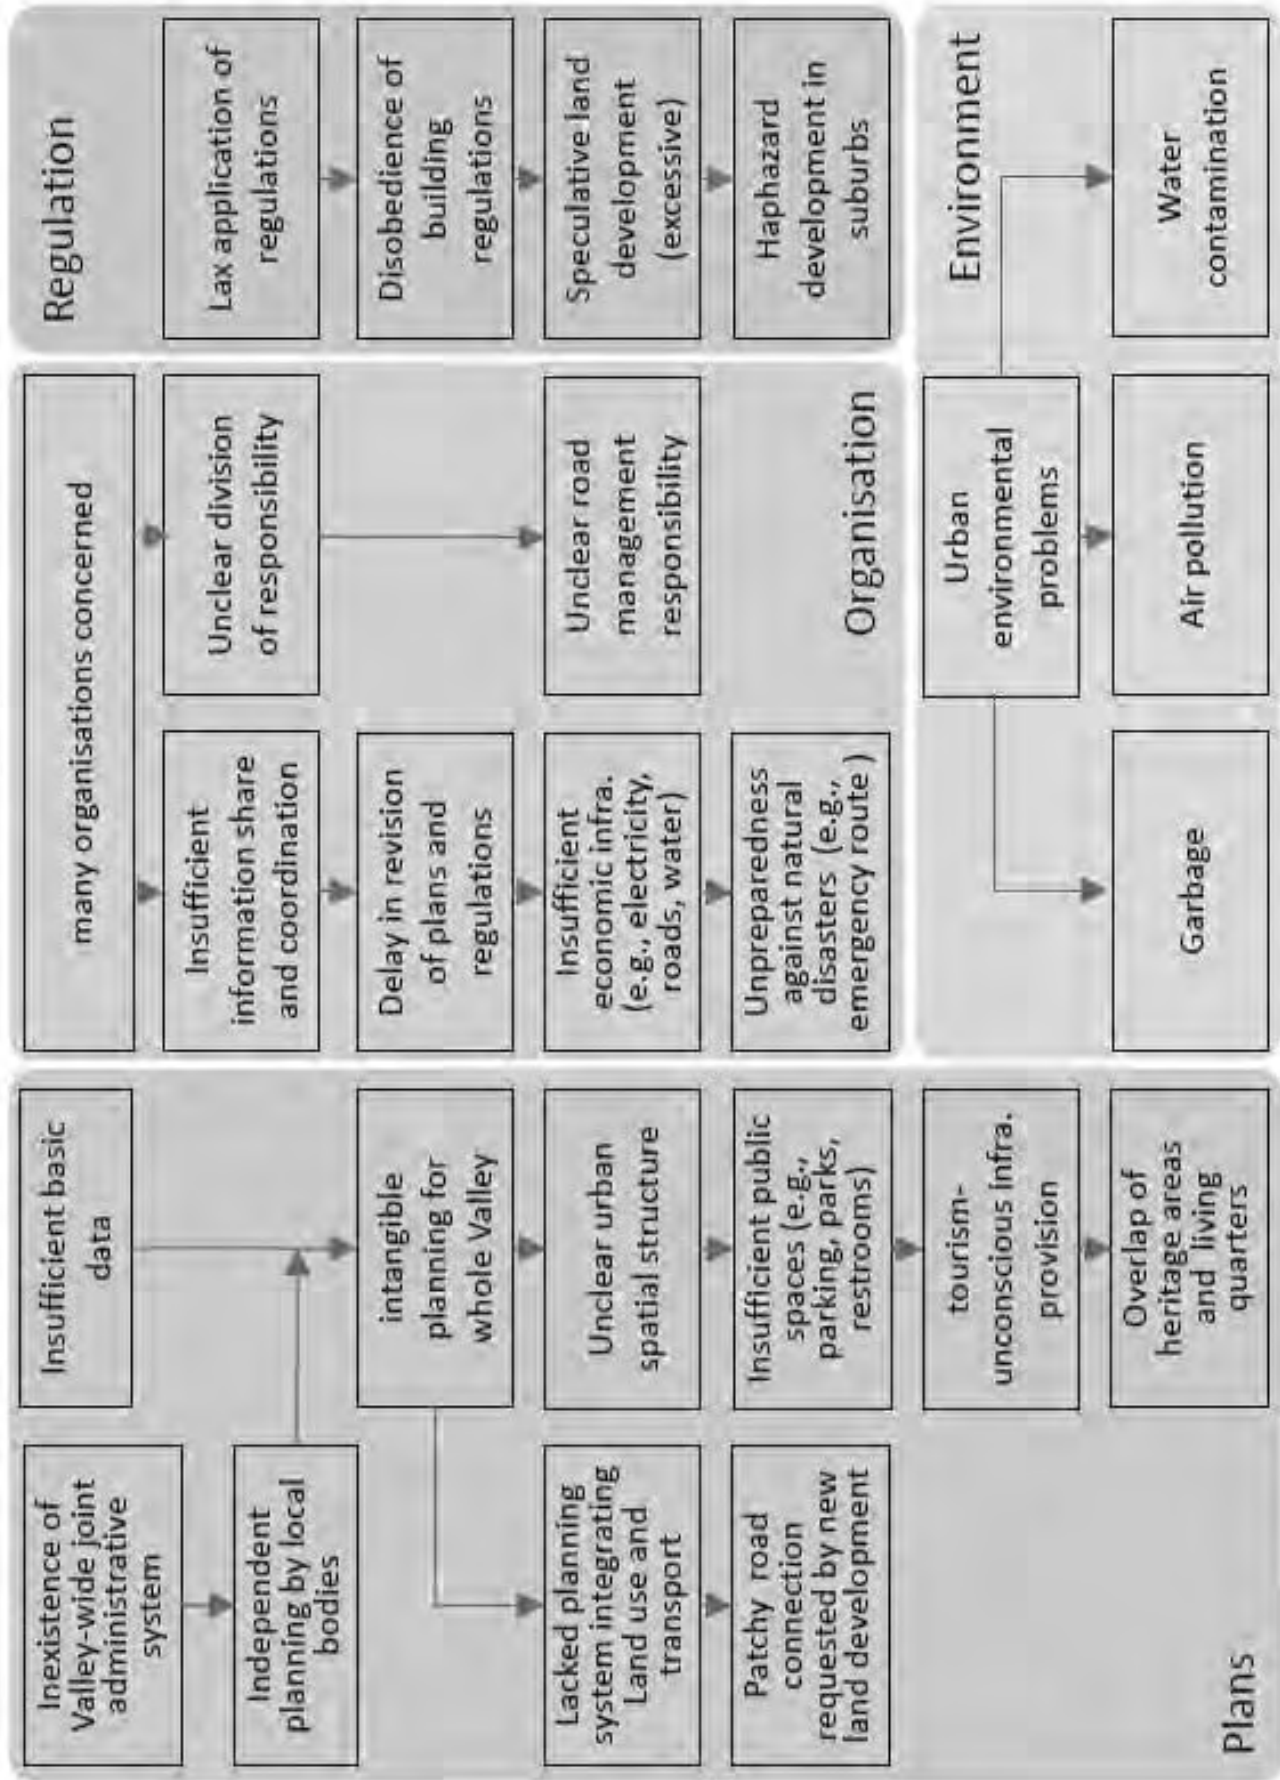 Inexistence of
Valley-wide joint
administrative
system
Independent
planning by local
bodies
Lacked planning
system integrating
Land use and
transport
Patchy road
connection
requested by new
land development
Plans
Insufficient basic
data
intangible
planning for
whole Valley
Unclear urban
spatial structure
Insufficient public
spaces (e.g.,
parking, parks,
restrooms)
tourism-
unconscious infra.
provision
Overlap of
heritage areas
and living
quarters
many organisations concerned
Insufficient
information share
and coordination
Delay in revision
of plans and
regulations
Insufficient
economic infra.
(e.g., electricity,
roads, water)
Unpreparedness
against natural
disasters (e.g.,
emergency route )
Unclear division
of responsibility
Unclear road
management
responsibility
Organisation
Regulation
Lax application of
regulations
Disobedience of
building
regulations
Speculative land
development
(excessive)
Haphazard
development in
suburbs
Environment
Urban
environmental
problems
Garbage
Air pollution
Water
contamination